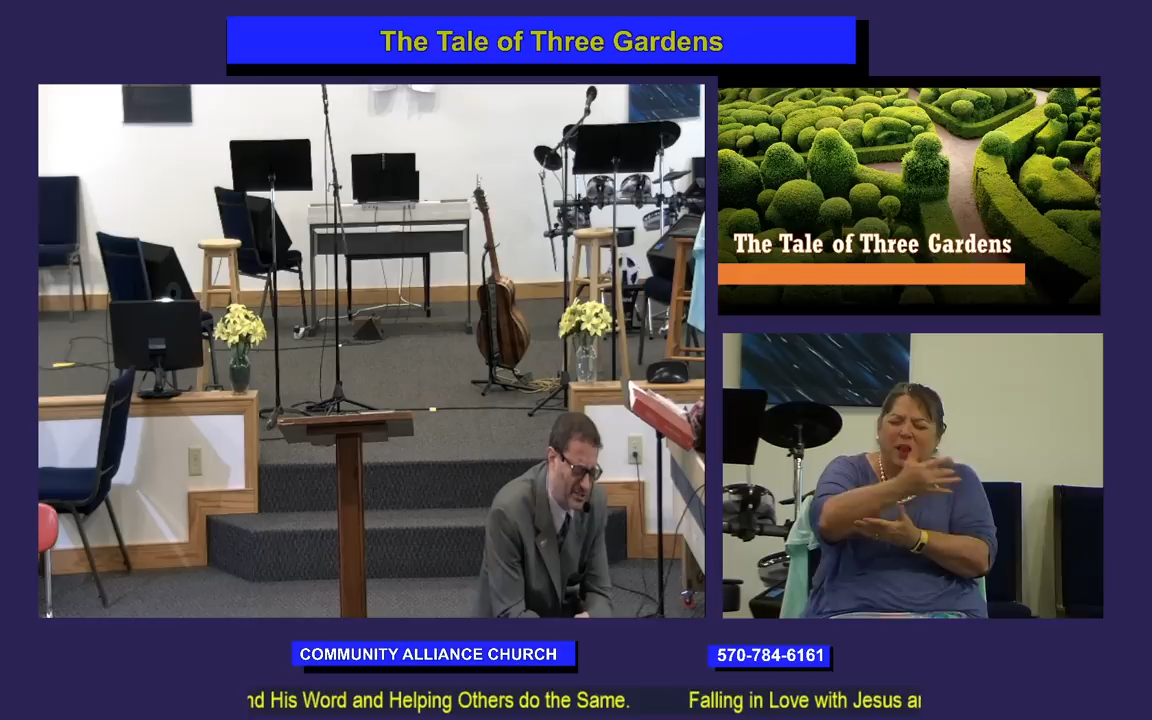 The Tale of Three Gardens
The Tale of Three Gardens
COMMUNITY ALLIANCE CHURCH
570-784-6161
nd His Word and Helping Others do the Same. Falling in Love with Jesus a